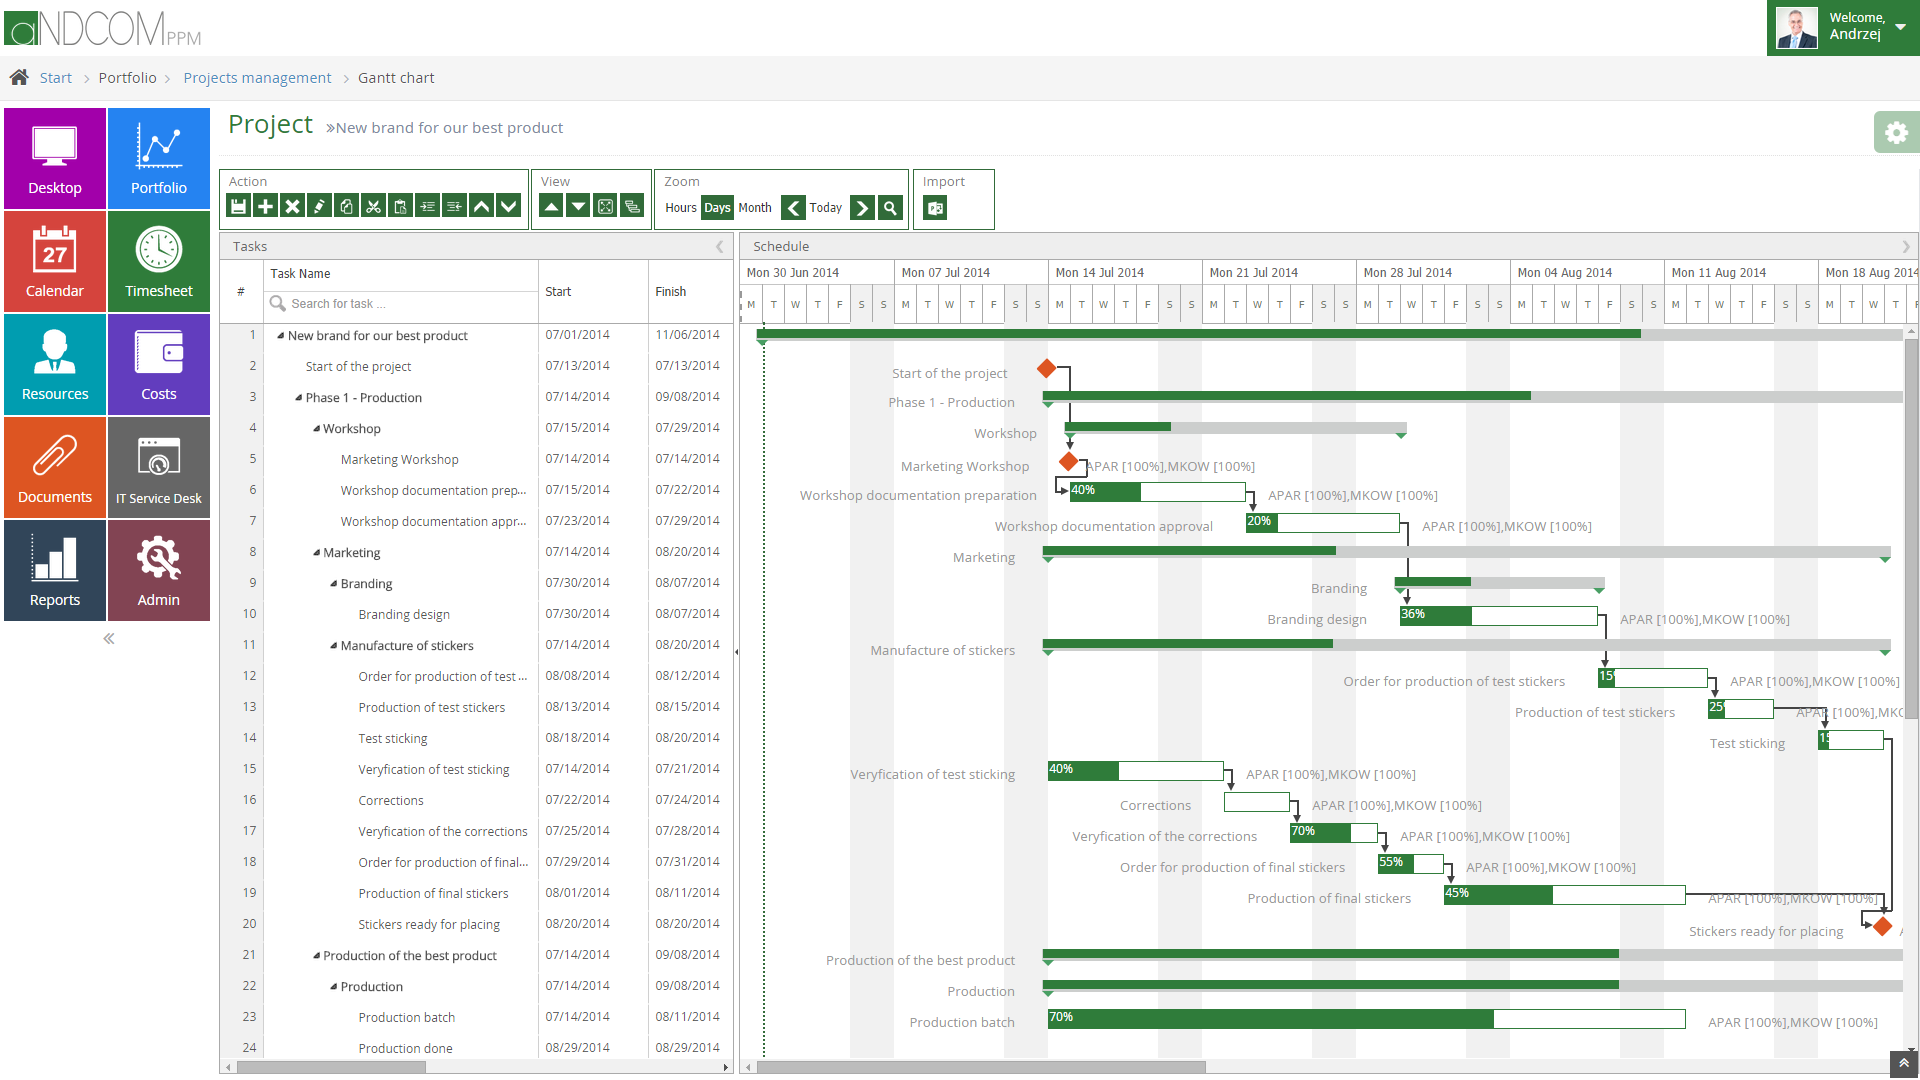 aNDCOM PPM
Welcome,
Andrzej
Start > Portfolio > Projects management > Gantt chart
Desktop
Portfolio
Calendar
27
Timesheet
Resources
Costs
Documents
IT Service Desk
Reports
Admin
Project »New brand for our best product
Action
View
Zoom
Hours Days Month Today
Import
Tasks
# Task Name Start Finish
Search for task ...
1 New brand for our best product 07/01/2014 11/06/2014
2 Start of the project 07/13/2014 07/13/2014
3 Phase 1 - Production 07/14/2014 09/08/2014
4 Workshop 07/15/2014 07/29/2014
5 Marketing Workshop 07/14/2014 07/14/2014
6 Workshop documentation prep... 07/15/2014 07/22/2014
7 Workshop documentation appr... 07/23/2014 07/29/2014
8 Marketing 07/14/2014 08/20/2014
9 Branding 07/30/2014 08/07/2014
10 Branding design 07/30/2014 08/07/2014
11 Manufacture of stickers 07/14/2014 08/20/2014
12 Order for production of test ... 08/08/2014 08/12/2014
13 Production of test stickers 08/13/2014 08/15/2014
14 Test sticking 08/18/2014 08/20/2014
15 Veryfication of test sticking 07/14/2014 07/21/2014
16 Corrections 07/22/2014 07/24/2014
17 Veryfication of the corrections 07/25/2014 07/28/2014
18 Order for production of final... 07/29/2014 07/31/2014
19 Production of final stickers 08/01/2014 08/11/2014
20 Stickers ready for placing 08/20/2014 08/20/2014
21 Production of the best product 07/14/2014 09/08/2014
22 Production 07/14/2014 09/08/2014
23 Production batch 07/14/2014 08/11/2014
24 Production done 08/29/2014 08/29/2014
Schedule
Mon 30 Jun 2014 Mon 07 Jul 2014 Mon 14 Jul 2014 Mon 21 Jul 2014 Mon 28 Jul 2014 Mon 04 Aug 2014 Mon 11 Aug 2014 Mon 18 Aug 2014
M T W T F S S M T W T F S S M T W T F S S M T W T F S S M T W T F S S M T W T F S S M T W T F S S M T W T F
Start of the project
Phase 1 - Production
Workshop
Marketing Workshop APAR [100%],MKOW [100%]
Workshop documentation preparation 40% APAR [100%],MKOW [100%]
Workshop documentation approval 20% APAR [100%],MKOW [100%]
Marketing
Branding
Branding design 36% APAR [100%],MKOW [100%]
Manufacture of stickers
Order for production of test stickers 15% APAR [100%],MKOW [100%]
Production of test stickers 25% APAR [100%],MKO
Test sticking 15
Veryfication of test sticking 40% APAR [100%],MKOW [100%]
Corrections APAR [100%],MKOW [100%]
Veryfication of the corrections 70% APAR [100%],MKOW [100%]
Order for production of final stickers 55% APAR [100%],MKOW [100%]
Production of final stickers 45% APAR [100%],MKOW [100%]
Stickers ready for placing
Production of the best product
Production
Production batch 70% APAR [100%],MKOW [100%]